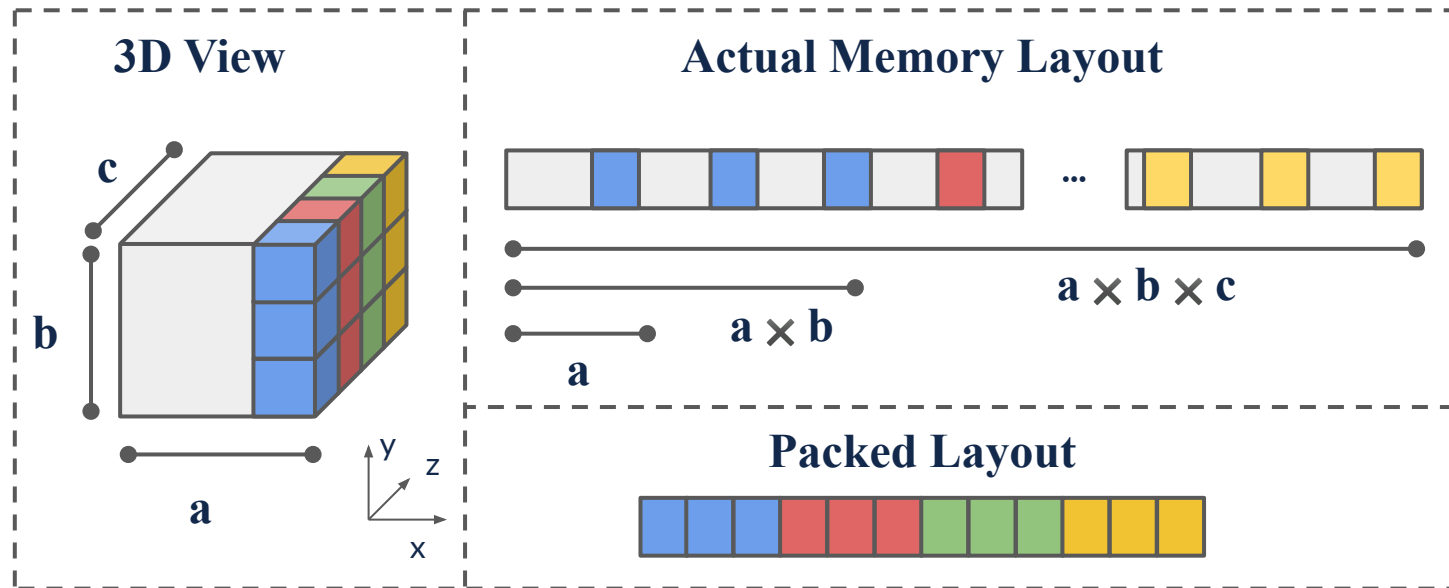 3D View
c
b
a
y
z
x
Actual Memory Layout
...
a × b × c
a × b
a
Packed Layout